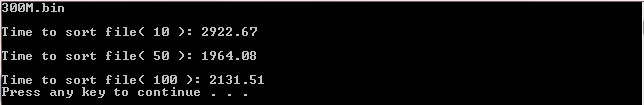 300M.bin
Time to sort file( 10 ): 2922.67
Time to sort file( 50 ): 1964.08
Time to sort file( 100 ): 2131.51
Press any key to continue . . .